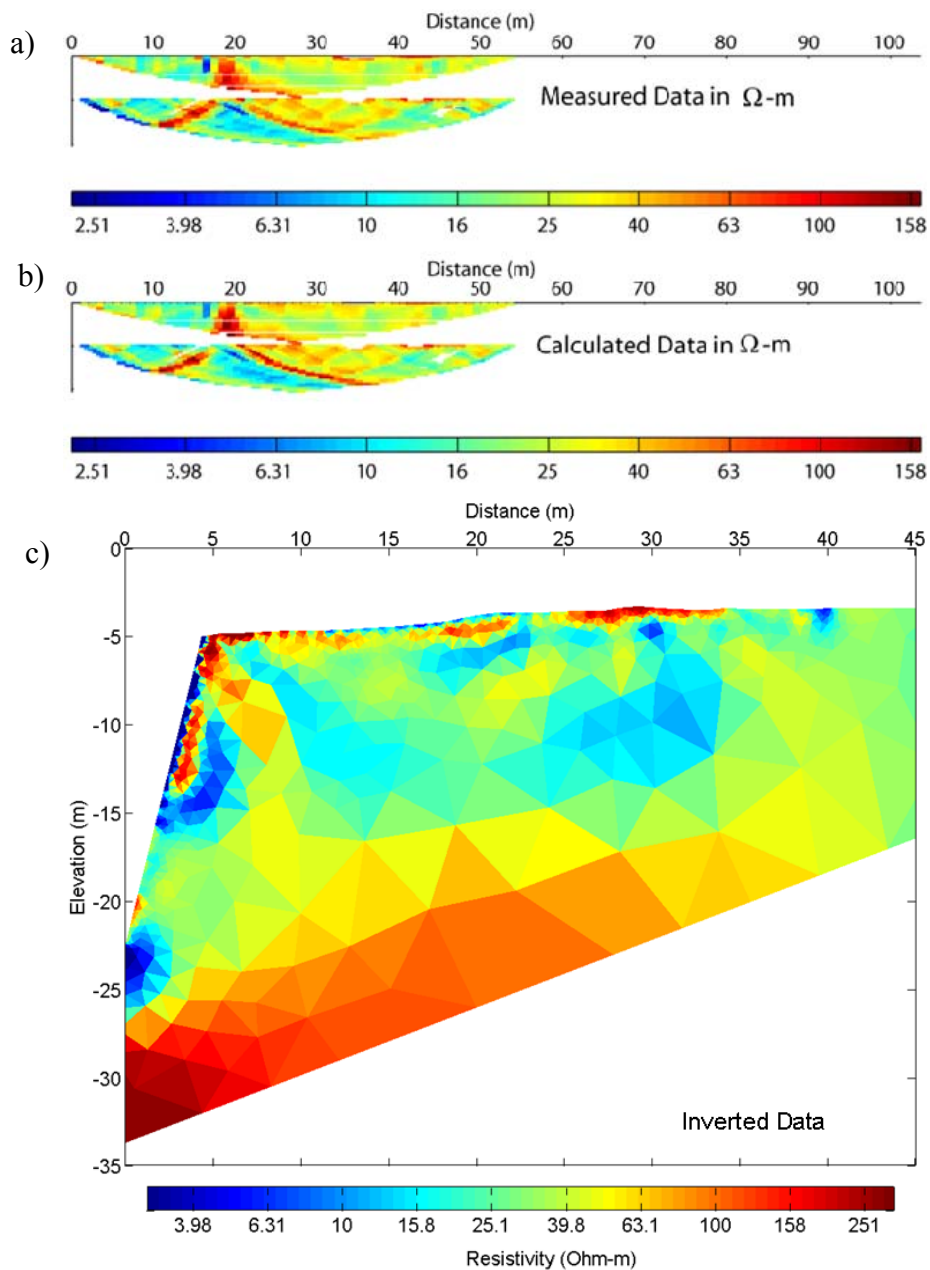 a)
Distance (m)
0 10 20 30 40 50 60 70 80 90 100
Measured Data in Ω-m
2.51 3.98 6.31 10 16 25 40 63 100 158
b)
Distance (m)
0 10 20 30 40 50 60 70 80 90 100
Calculated Data in Ω-m
2.51 3.98 6.31 10 16 25 40 63 100 158
Distance (m)
c)
0 5 10 15 20 25 30 35 40 45
0
-5
-10
-15
Elevation (m)
-20
-25
-30
Inverted Data
-35
3.98 6.31 10 15.8 25.1 39.8 63.1 100 158 251
Resistivity (Ohm-m)